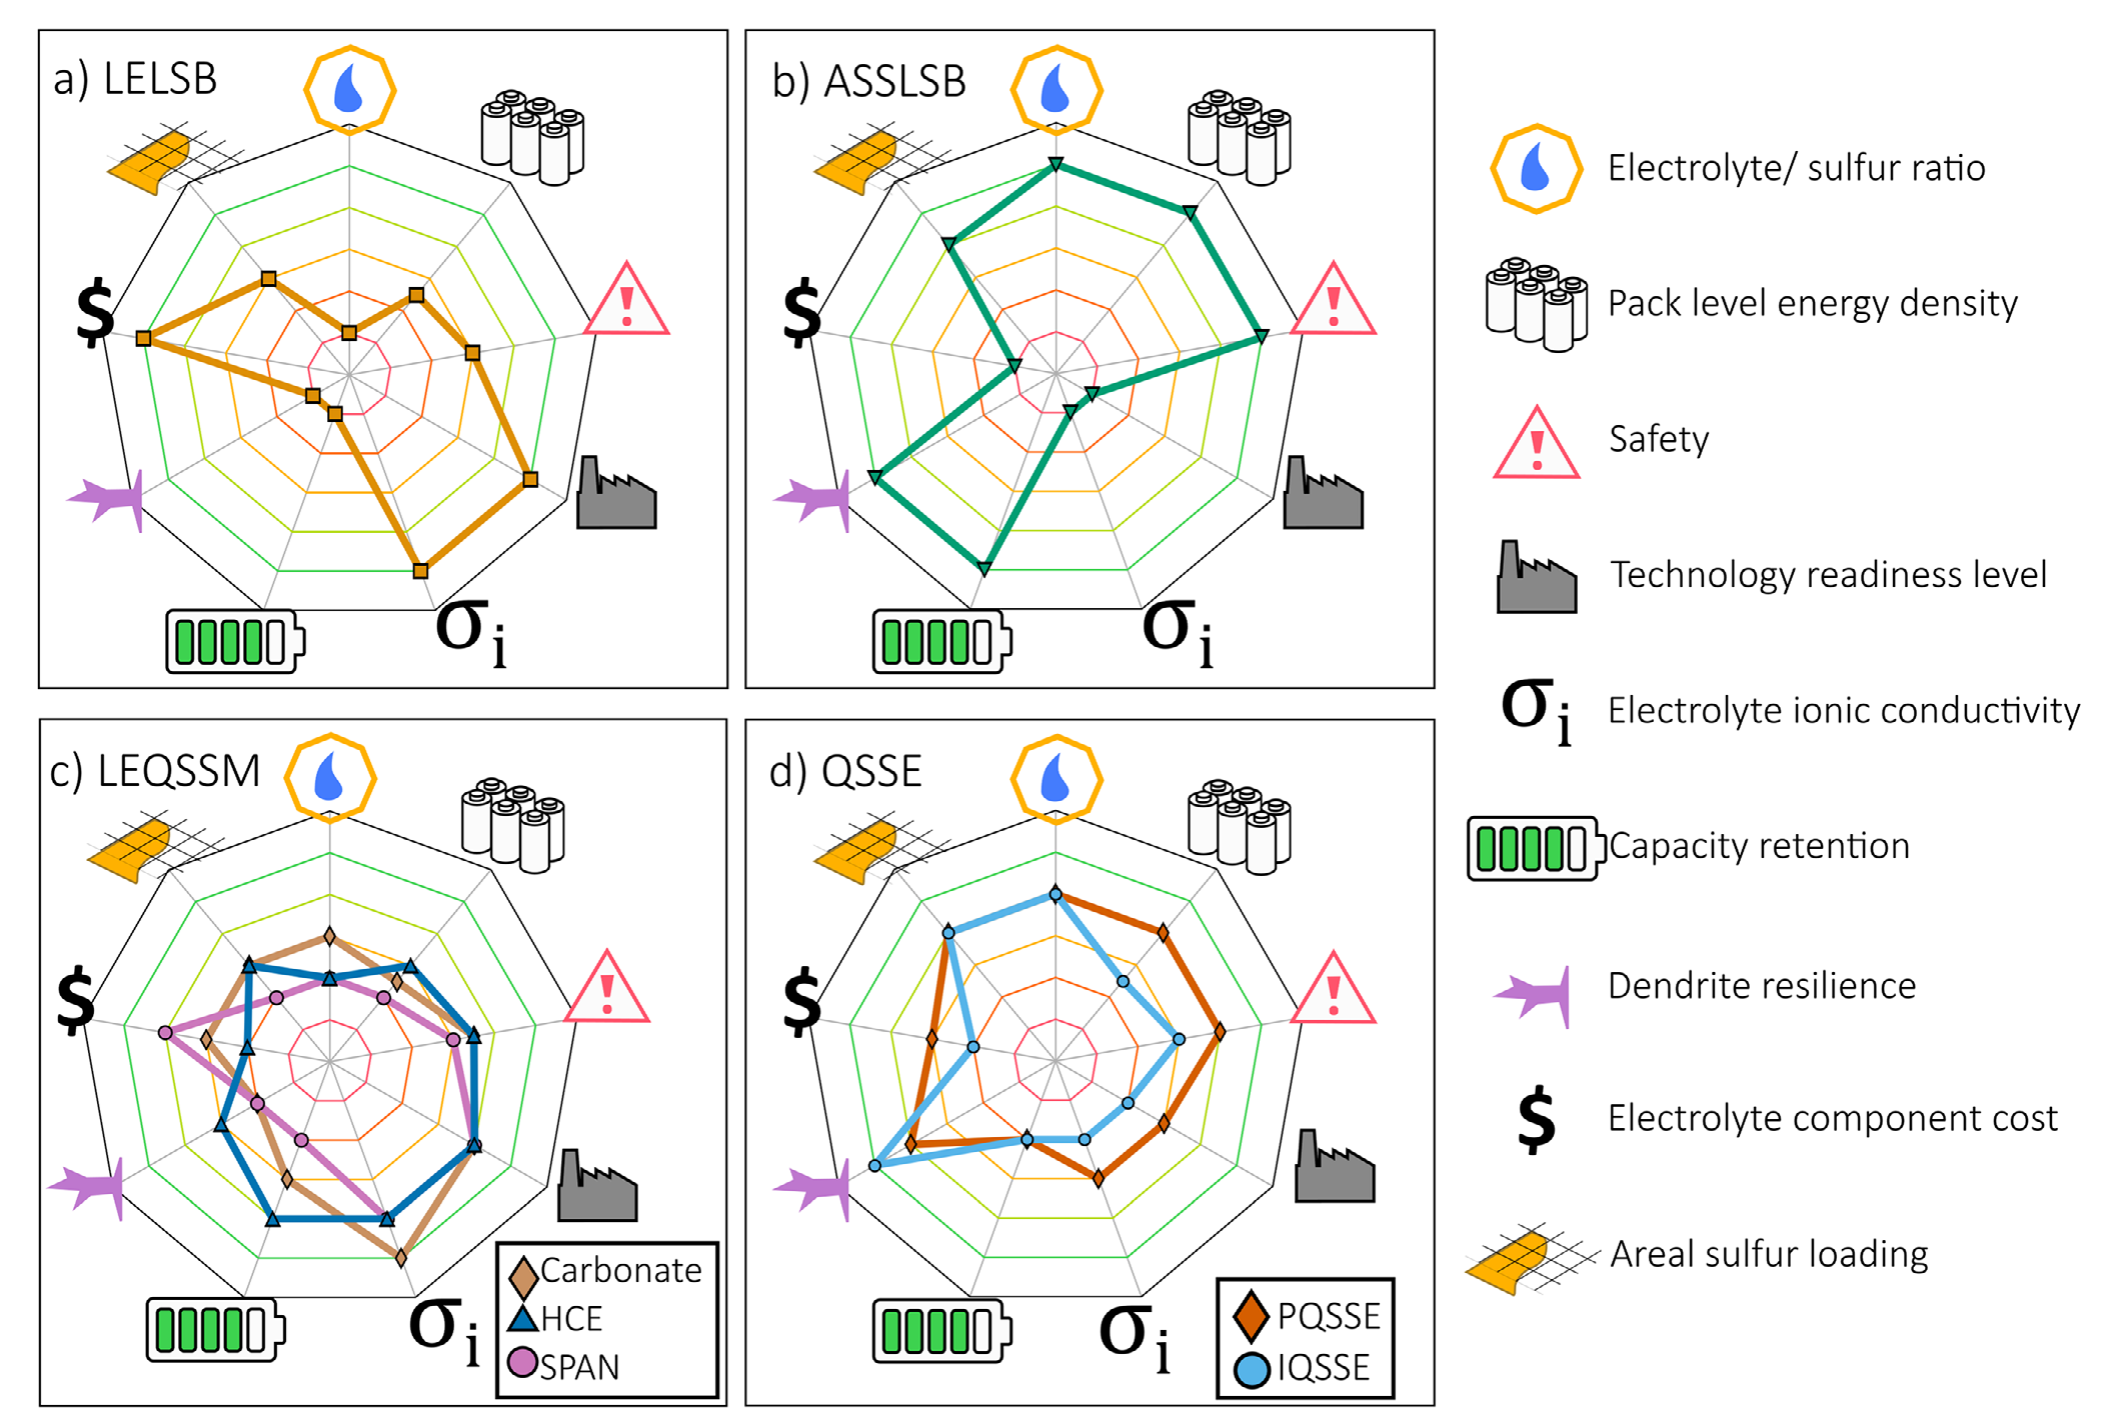 a) LELSB
$
σi
b) ASSLSB
$
σi
Electrolyte/ sulfur ratio
Pack level energy density
! Safety
Technology readiness level
σi Electrolyte ionic conductivity
Capacity retention
Dendrite resilience
$ Electrolyte component cost
Areal sulfur loading
c) LEQSSM
!
$
σi
Carbonate
HCE
SPAN
d) QSSE
!
$
σi
PQSSE
IQSSE